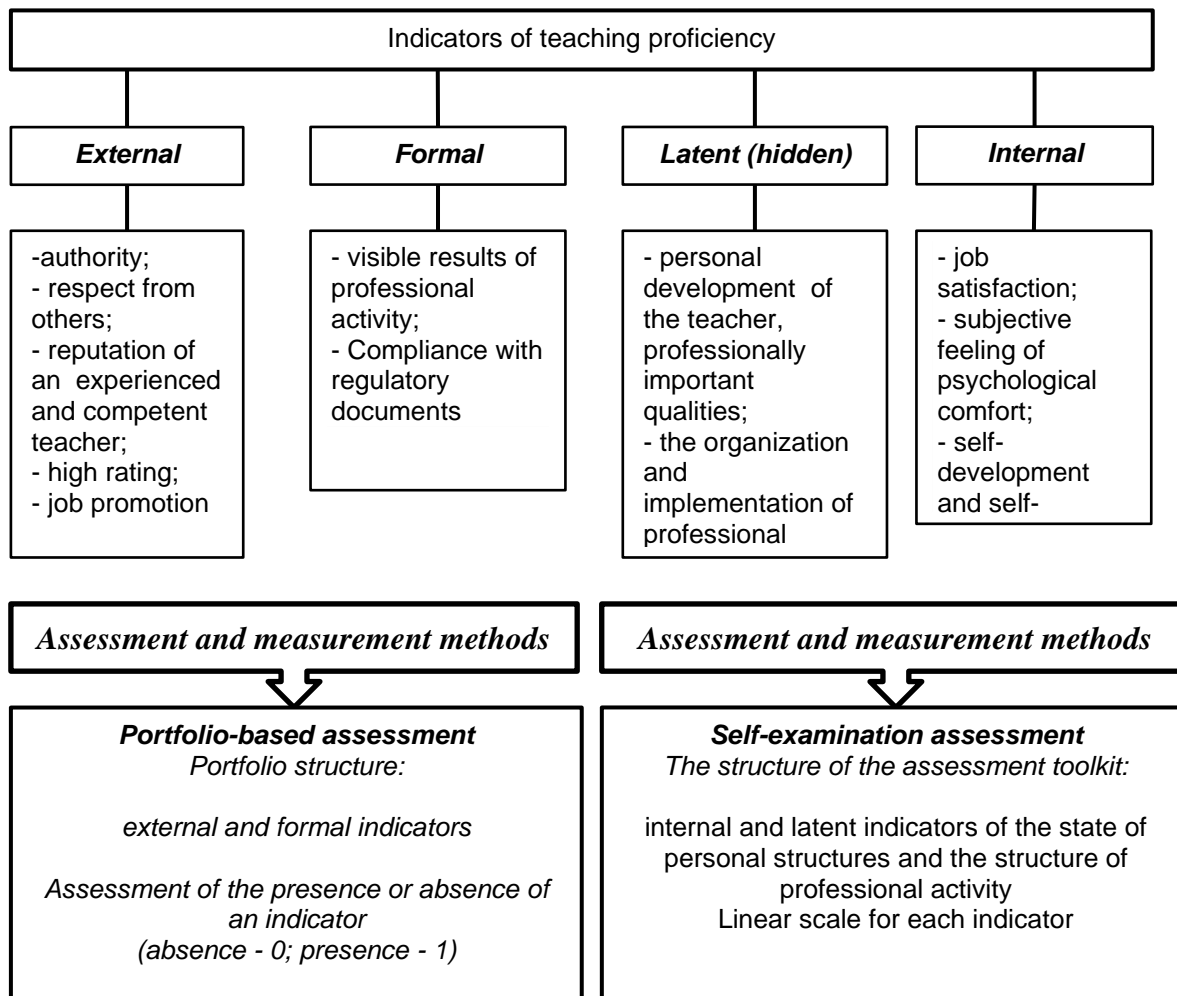 Indicators of teaching proficiency
External
Formal
Latent (hidden)
Internal
-authority;
- respect from
others;
- reputation of
an experienced
and competent
teacher;
- high rating;
- job promotion
- visible results of
professional
activity;
- Compliance with
regulatory
documents
- personal
development of
the teacher,
professionally
important
qualities;
- the organization
and
implementation of
professional
- job
satisfaction;
- subjective
feeling of
psychological
comfort;
- self-
development
and self-
Assessment and measurement methods
Assessment and measurement methods
Portfolio-based assessment
Portfolio structure:
external and formal indicators
Assessment of the presence or absence of
an indicator
(absence - 0; presence - 1)
Self-examination assessment
The structure of the assessment toolkit:
internal and latent indicators of the state of
personal structures and the structure of
professional activity
Linear scale for each indicator